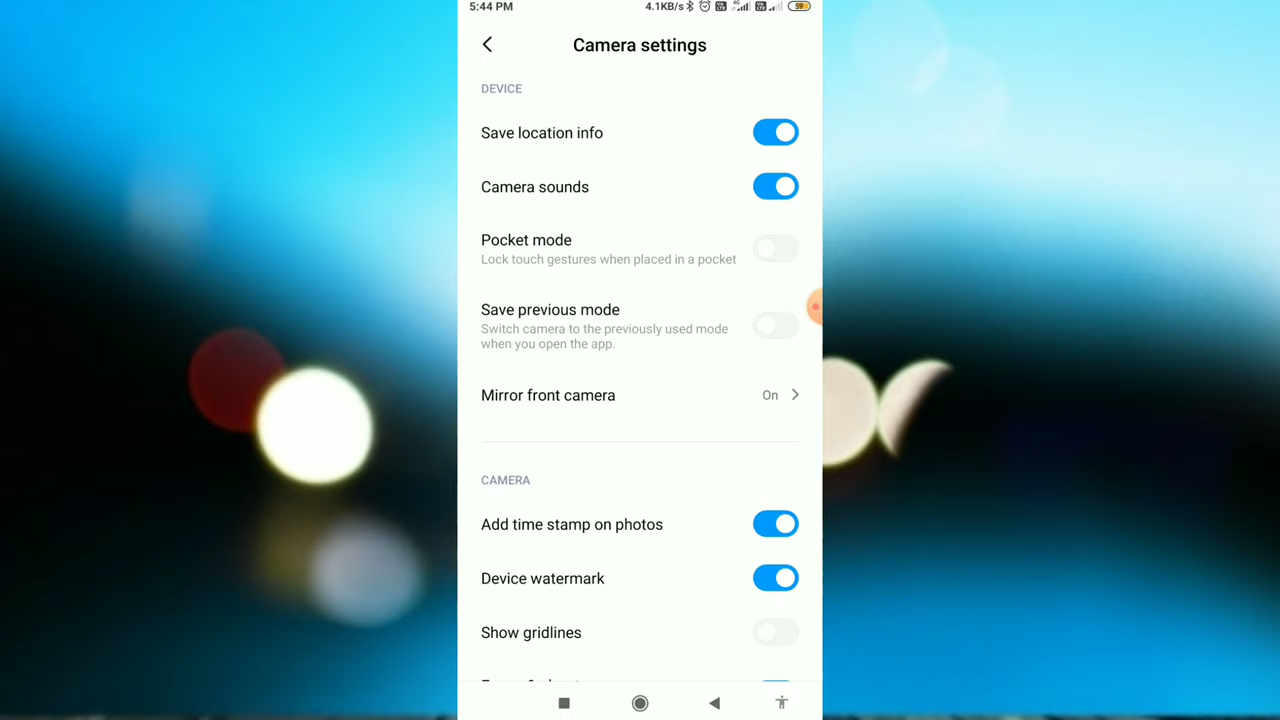 5:44 PM
4.1KB/s
4G
59
Camera settings
DEVICE
Save location info
Camera sounds
Pocket mode
Lock touch gestures when placed in a pocket
Save previous mode
Switch camera to the previously used mode
when you open the app.
Mirror front camera
On
CAMERA
Add time stamp on photos
Device watermark
Show gridlines